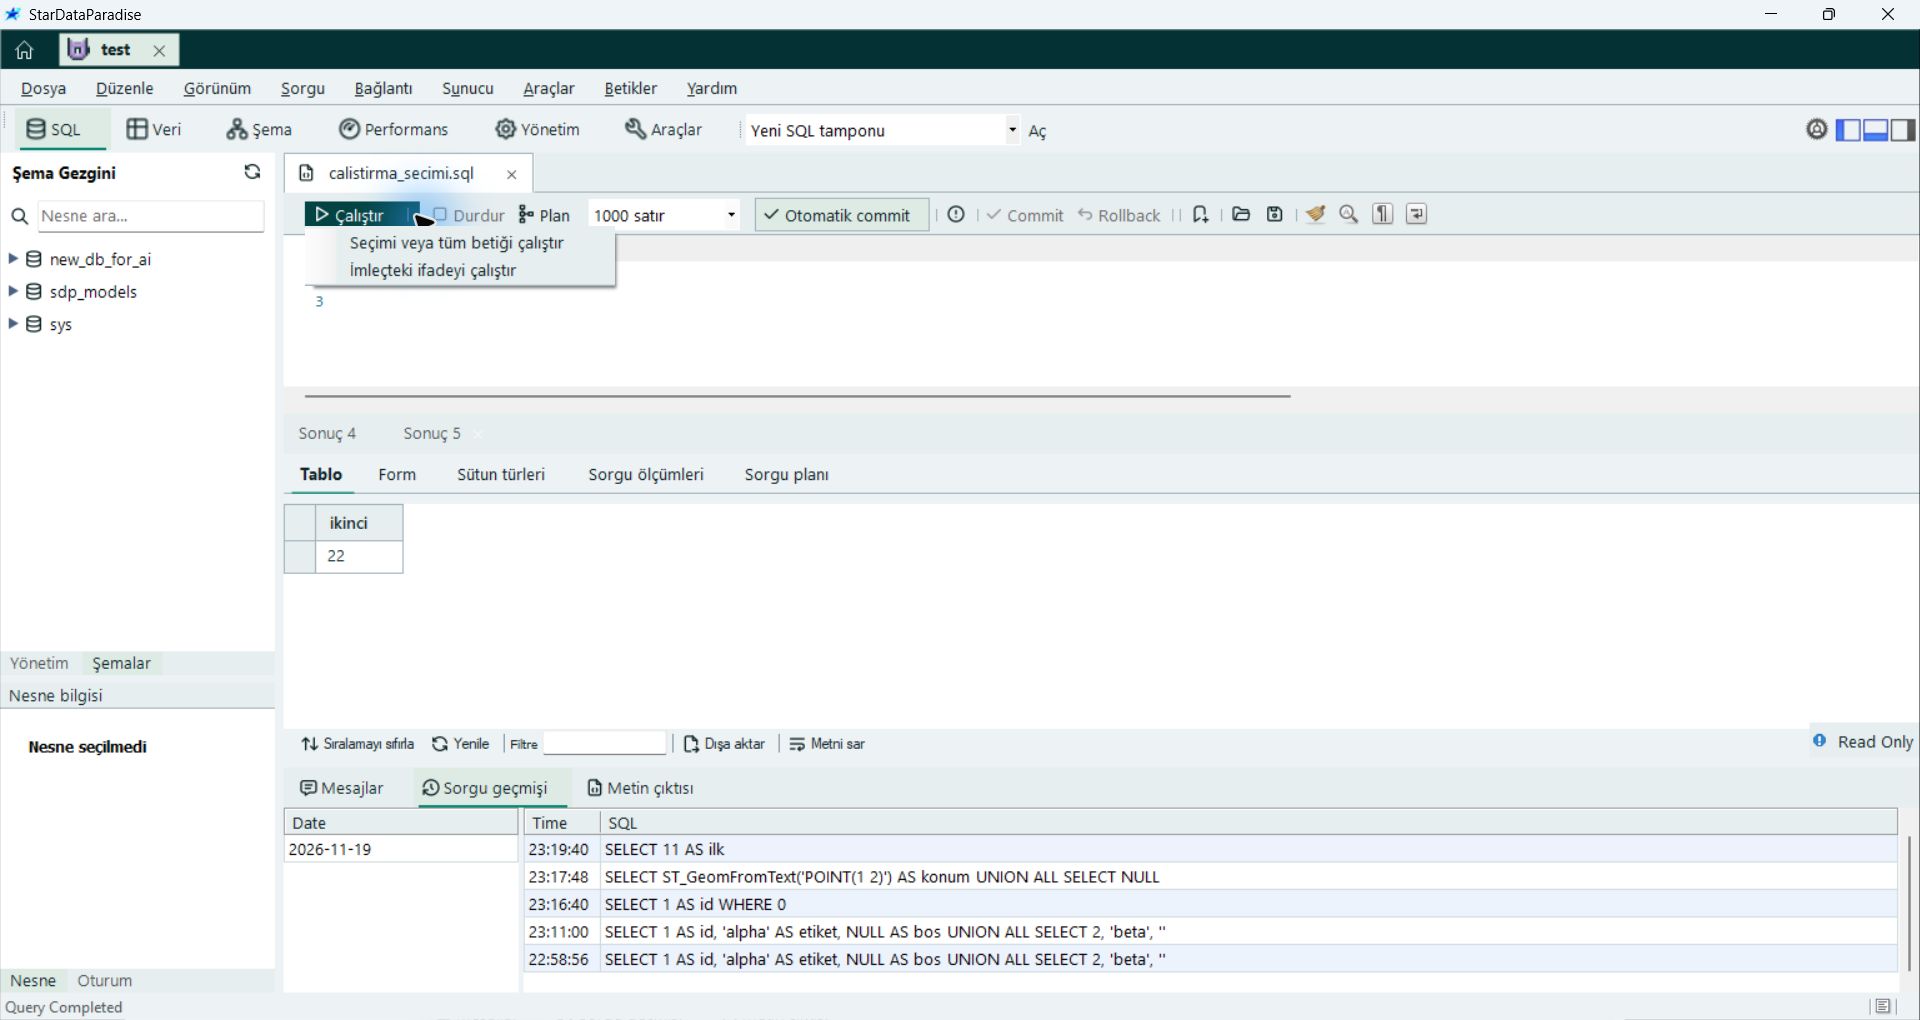 StarDataParadise
test
Dosya Düzenle Görünüm Sorgu Bağlantı Sunucu Araçlar Betikler Yardım
SQL Veri Şema Performans Yönetim Araçlar Yeni SQL tamponu Aç
Şema Gezgini
calistirma_secimi.sql
Nesne ara...
Çalıştır Durdur Plan 1000 satır Otomatik commit Commit Rollback
Seçimi veya tüm betiği çalıştır
İmleçteki ifadeyi çalıştır
3
new_db_for_ai
sdp_models
sys
Sonuç 4 Sonuç 5
Tablo Form Sütun türleri Sorgu ölçümleri Sorgu planı
ikinci
22
Yönetim Şemalar
Nesne bilgisi
Nesne seçilmedi
Sıralamayı sıfırla Yenile Filtre Dışa aktar Metni sar Read Only
Mesajlar Sorgu geçmişi Metin çıktısı
Date Time SQL
2026-11-19 23:19:40 SELECT 11 AS ilk
23:17:48 SELECT ST_GeomFromText('POINT(1 2)') AS konum UNION ALL SELECT NULL
23:16:40 SELECT 1 AS id WHERE 0
23:11:00 SELECT 1 AS id, 'alpha' AS etiket, NULL AS bos UNION ALL SELECT 2, 'beta', ''
22:58:56 SELECT 1 AS id, 'alpha' AS etiket, NULL AS bos UNION ALL SELECT 2, 'beta', ''
Nesne Oturum
Query Completed